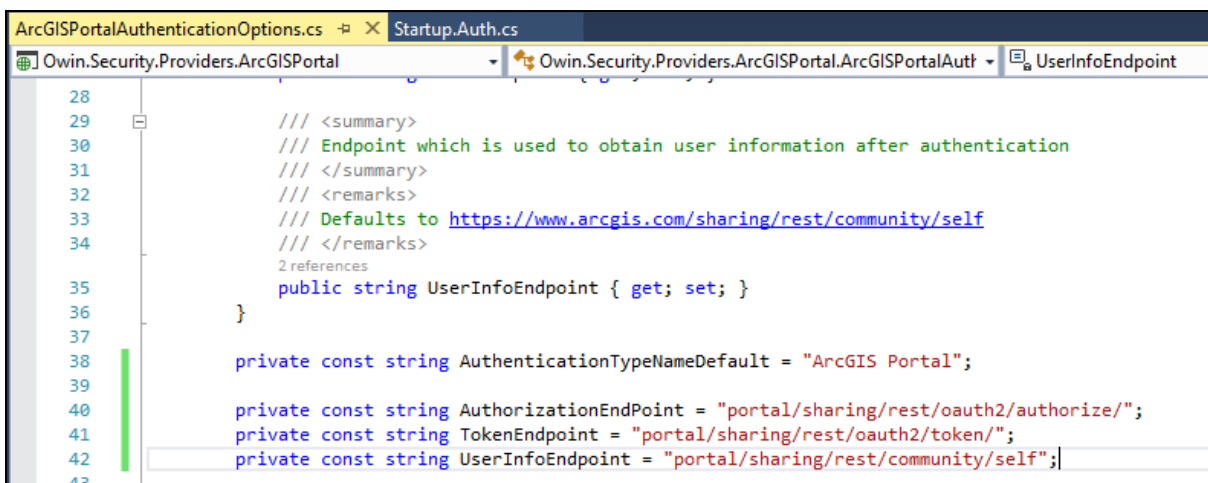 ArcGISPortalAuthenticationOptions.cs Startup.Auth.cs
Owin.Security.Providers.ArcGISPortal Owin.Security.Providers.ArcGISPortal.ArcGISPortalAuth UserInfoEndpoint
28
29 /// <summary>
30 /// Endpoint which is used to obtain user information after authentication
31 /// </summary>
32 /// <remarks>
33 /// Defaults to https://www.arcgis.com/sharing/rest/community/self
34 /// </remarks>
2 references
35 public string UserInfoEndpoint { get; set; }
36 }
37
38 private const string AuthenticationTypeNameDefault = "ArcGIS Portal";
39
40 private const string AuthorizationEndPoint = "portal/sharing/rest/oauth2/authorize/";
41 private const string TokenEndpoint = "portal/sharing/rest/oauth2/token/";
42 private const string UserInfoEndpoint = "portal/sharing/rest/community/self";